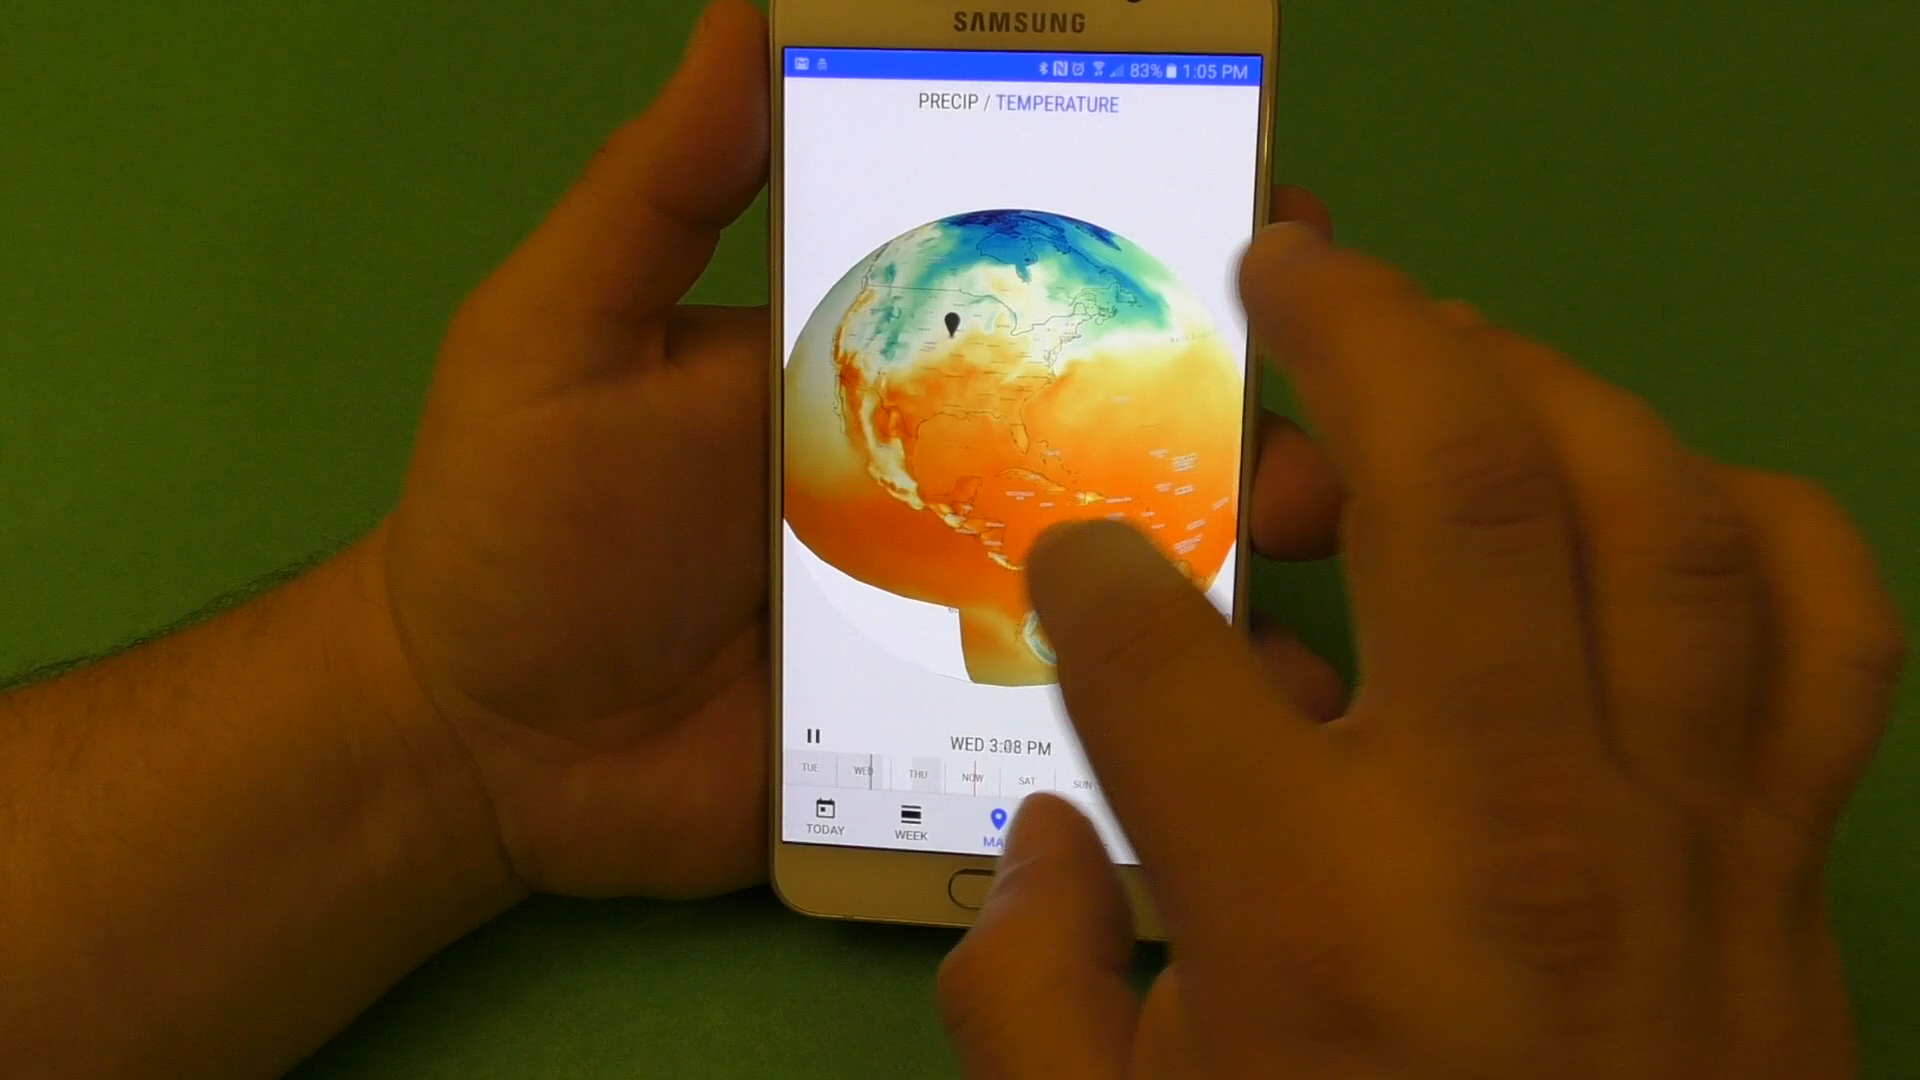 SAMSUNG
83% 1:05 PM
PRECIP / TEMPERATURE
WED 3:08 PM
TUE WED THU NOW SAT SUN
TODAY WEEK